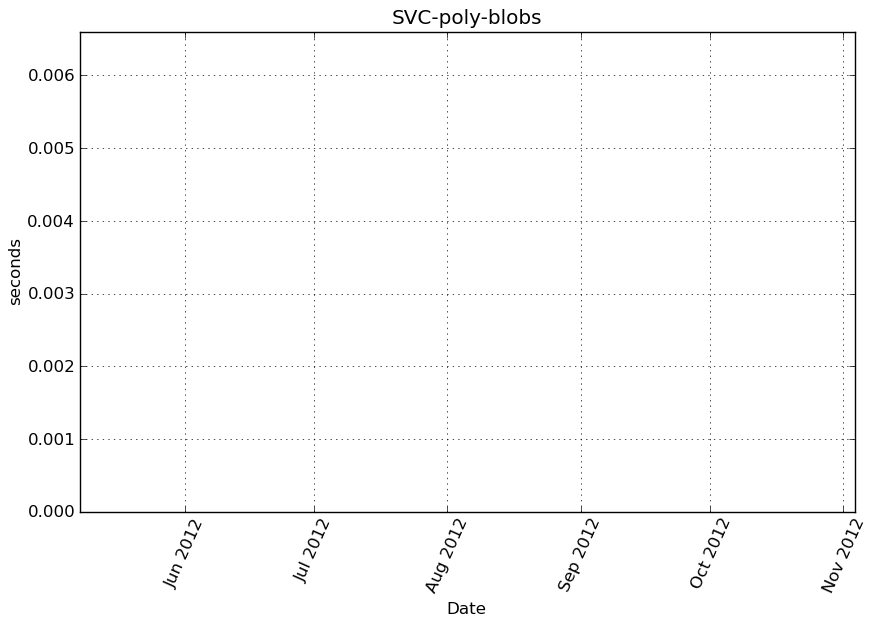 SVC-poly-blobs
0.006
0.005
0.004
0.003
0.002
0.001
0.000
seconds
Jun 2012
Jul 2012
Aug 2012
Sep 2012
Oct 2012
Nov 2012
Date